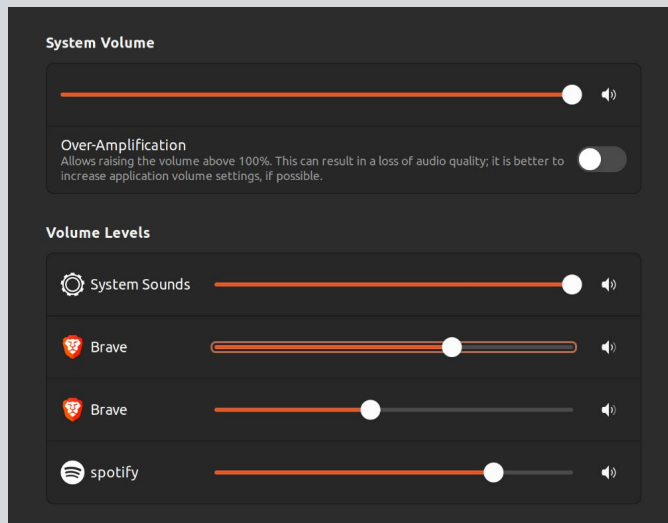 System Volume
Over-Amplification
Allows raising the volume above 100%. This can result in a loss of audio quality; it is better to
increase application volume settings, if possible.
Volume Levels
System Sounds
Brave
Brave
spotify